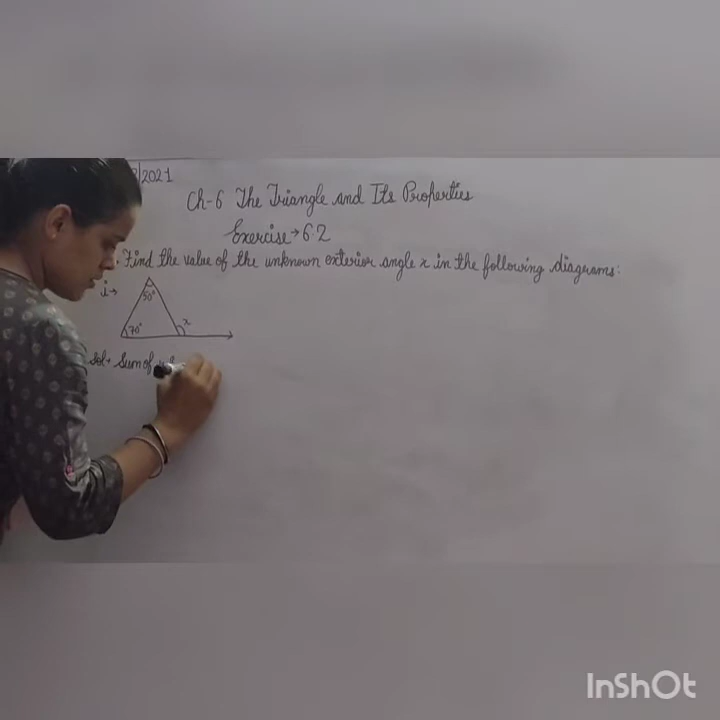 /2021
Ch-6 The Triangle and Its Properties
Exercise→6.2
. Find the value of the unknown exterior angle x in the following diagrams:
i→
50°
70°
x
Sol→ Sum of
InShOt